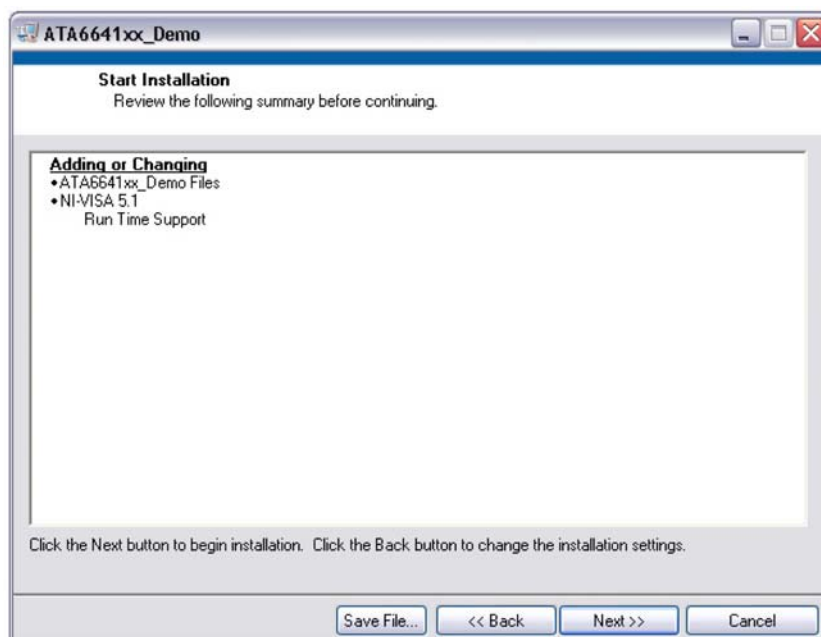 ATA6641xx_Demo
Start Installation
Review the following summary before continuing.
Adding or Changing
•ATA6641xx_Demo Files
•NI-VISA 5.1
Run Time Support
Click the Next button to begin installation.  Click the Back button to change the installation settings.
Save File...
<< Back
Next >>
Cancel